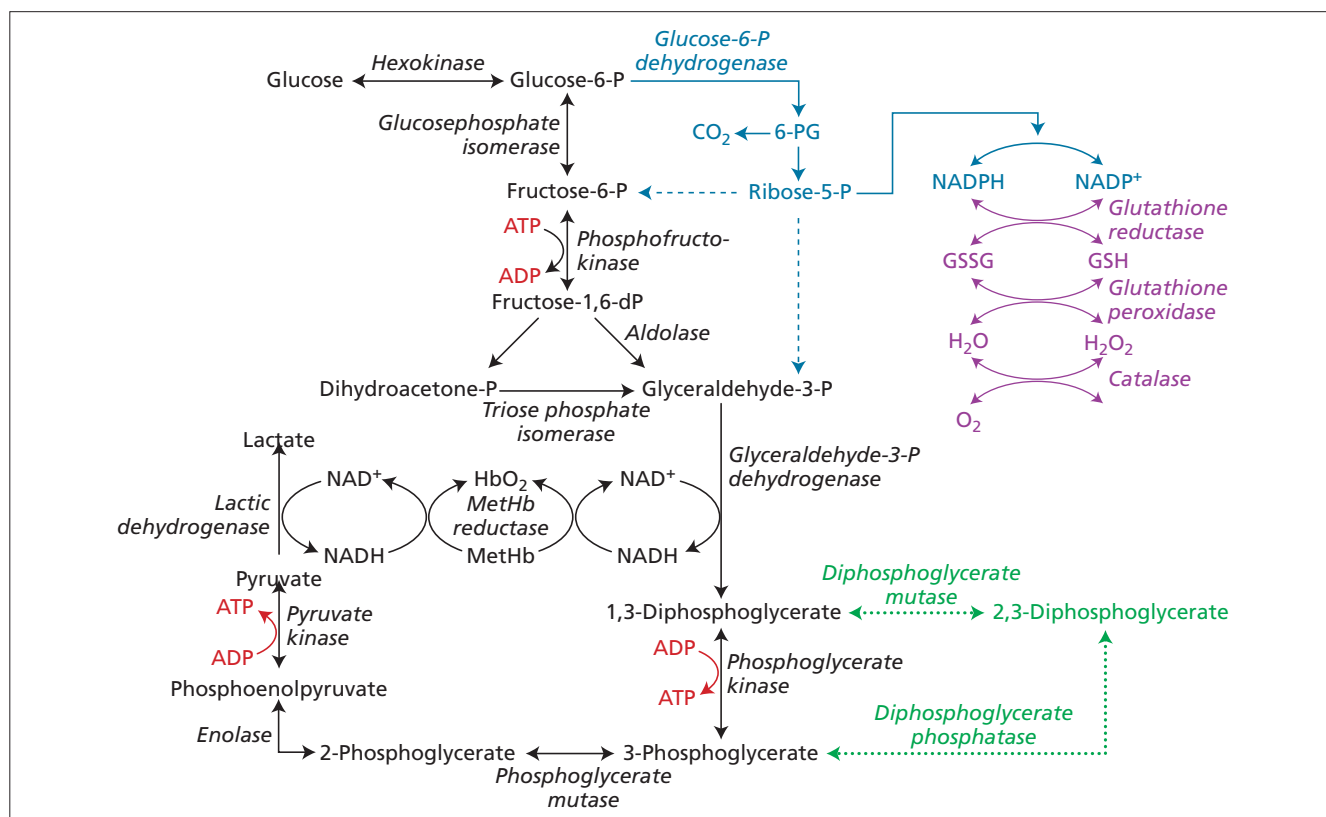 Glucose-6-P
dehydrogenase
Hexokinase
Glucose
Glucose-6-P
Glucosephosphate
isomerase
CO₂
6-PG
Fructose-6-P
Ribose-5-P
NADPH
NADP⁺
Glutathione
reductase
ATP
ADP
Phosphofructo-
kinase
GSSG
GSH
Glutathione
peroxidase
Fructose-1,6-dP
Aldolase
H₂O
H₂O₂
Catalase
O₂
Dihydroacetone-P
Glyceraldehyde-3-P
Triose phosphate
isomerase
Lactate
Glyceraldehyde-3-P
dehydrogenase
Lactic
dehydrogenase
NAD⁺
NADH
HbO₂
MetHb
reductase
MetHb
NAD⁺
NADH
Pyruvate
ATP
ADP
Pyruvate
kinase
Phosphoenolpyruvate
1,3-Diphosphoglycerate
Diphosphoglycerate
mutase
2,3-Diphosphoglycerate
ADP
ATP
Phosphoglycerate
kinase
Diphosphoglycerate
phosphatase
Enolase
2-Phosphoglycerate
3-Phosphoglycerate
Phosphoglycerate
mutase